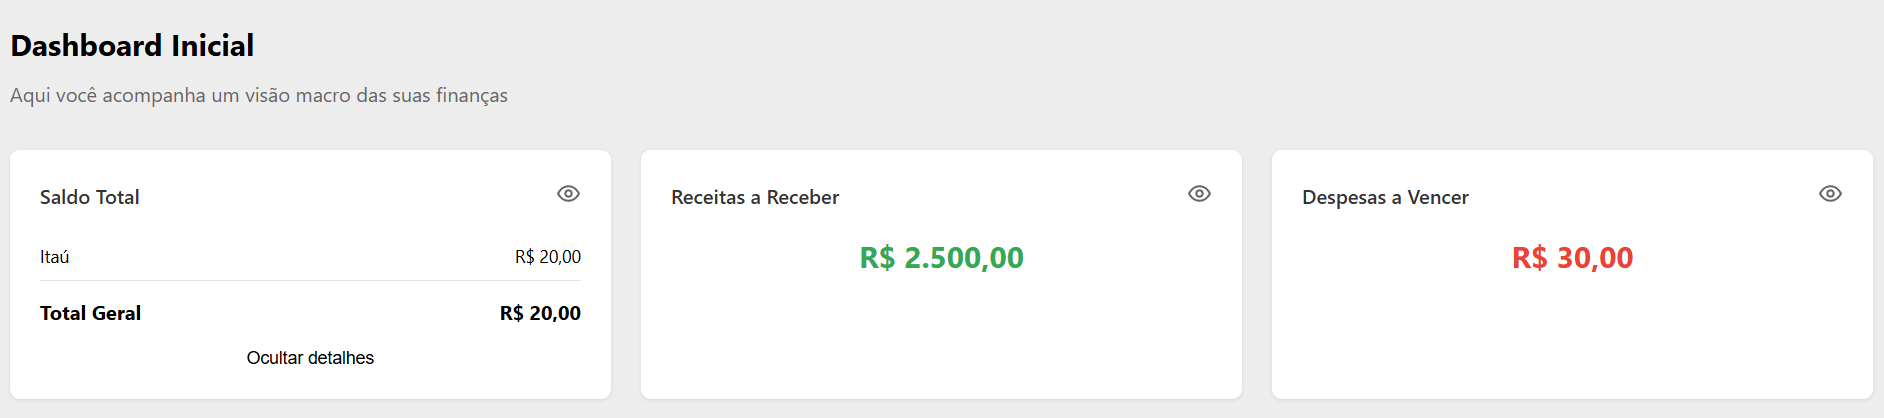 Dashboard Inicial
Aqui você acompanha um visão macro das suas finanças
Saldo Total
Itaú R$ 20,00
Total Geral R$ 20,00
Ocultar detalhes
Receitas a Receber
R$ 2.500,00
Despesas a Vencer
R$ 30,00